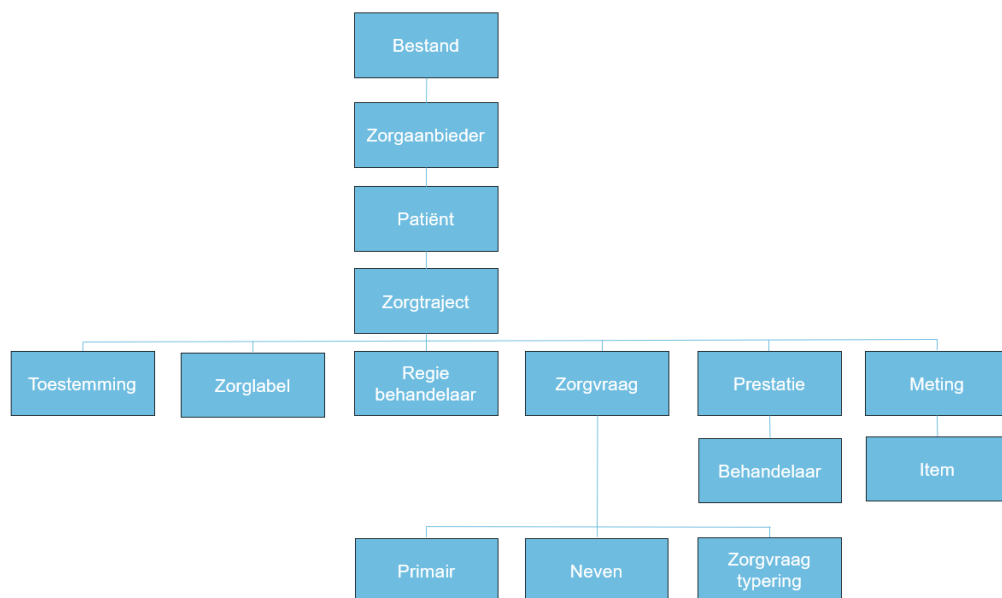 Bestand
Zorgaanbieder
Patiënt
Zorgtraject
Toestemming
Zorglabel
Regie
behandelaar
Zorgvraag
Prestatie
Meting
Behandelaar
Item
Primair
Neven
Zorgvraag
typering